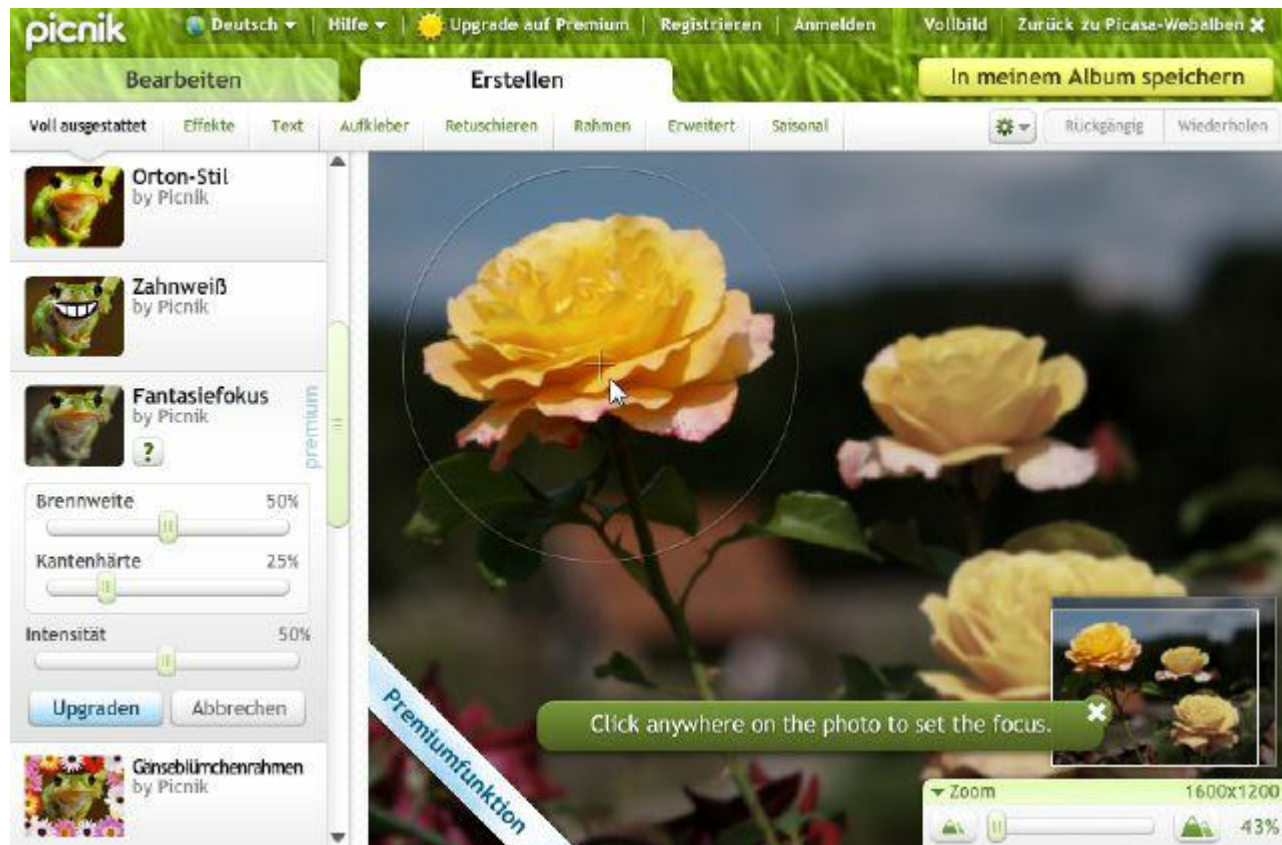 picnik
Deutsch
Hilfe
Upgrade auf Premium
Registrieren
Anmelden
Vollbild
Zurück zu Picasa-Webalben
Bearbeiten
Erstellen
In meinem Album speichern
Voll ausgestattet
Effekte
Text
Aufkleber
Retuschieren
Rahmen
Erweitert
Saisonal
Rückgängig
Wiederholen
Orton-Stil
by Picnik
Zahnweiß
by Picnik
Fantasiefokus
by Picnik
premium
?
Brennweite 50%
Kantenhärte 25%
Intensität 50%
Upgraden
Abbrechen
Gänseblümchenrahmen
by Picnik
Premiumfunktion
Click anywhere on the photo to set the focus.
Zoom 1600x1200
43%